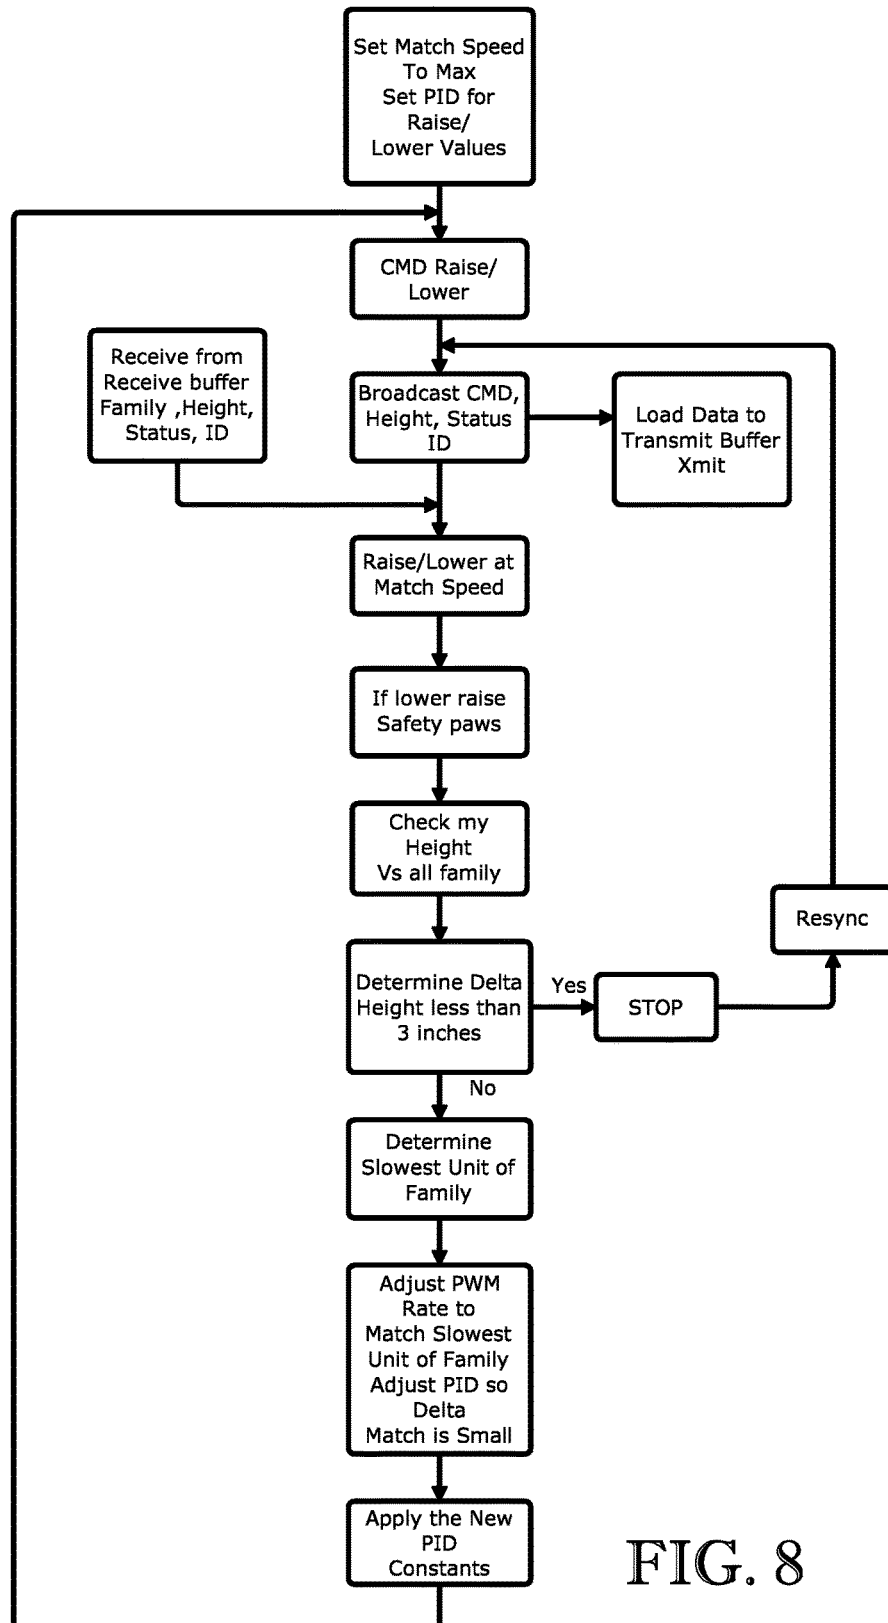 Set Match Speed
To Max
Set PID for
Raise/
Lower Values
CMD Raise/
Lower
Receive from
Receive buffer
Family ,Height,
Status, ID
Broadcast CMD,
Height, Status
ID
Load Data to
Transmit Buffer
Xmit
Raise/Lower at
Match Speed
If lower raise
Safety paws
Check my
Height
Vs all family
Resync
Determine Delta
Height less than
3 inches
Yes
STOP
No
Determine
Slowest Unit of
Family
Adjust PWM
Rate to
Match Slowest
Unit of Family
Adjust PID so
Delta
Match is Small
Apply the New
PID
Constants
FIG. 8